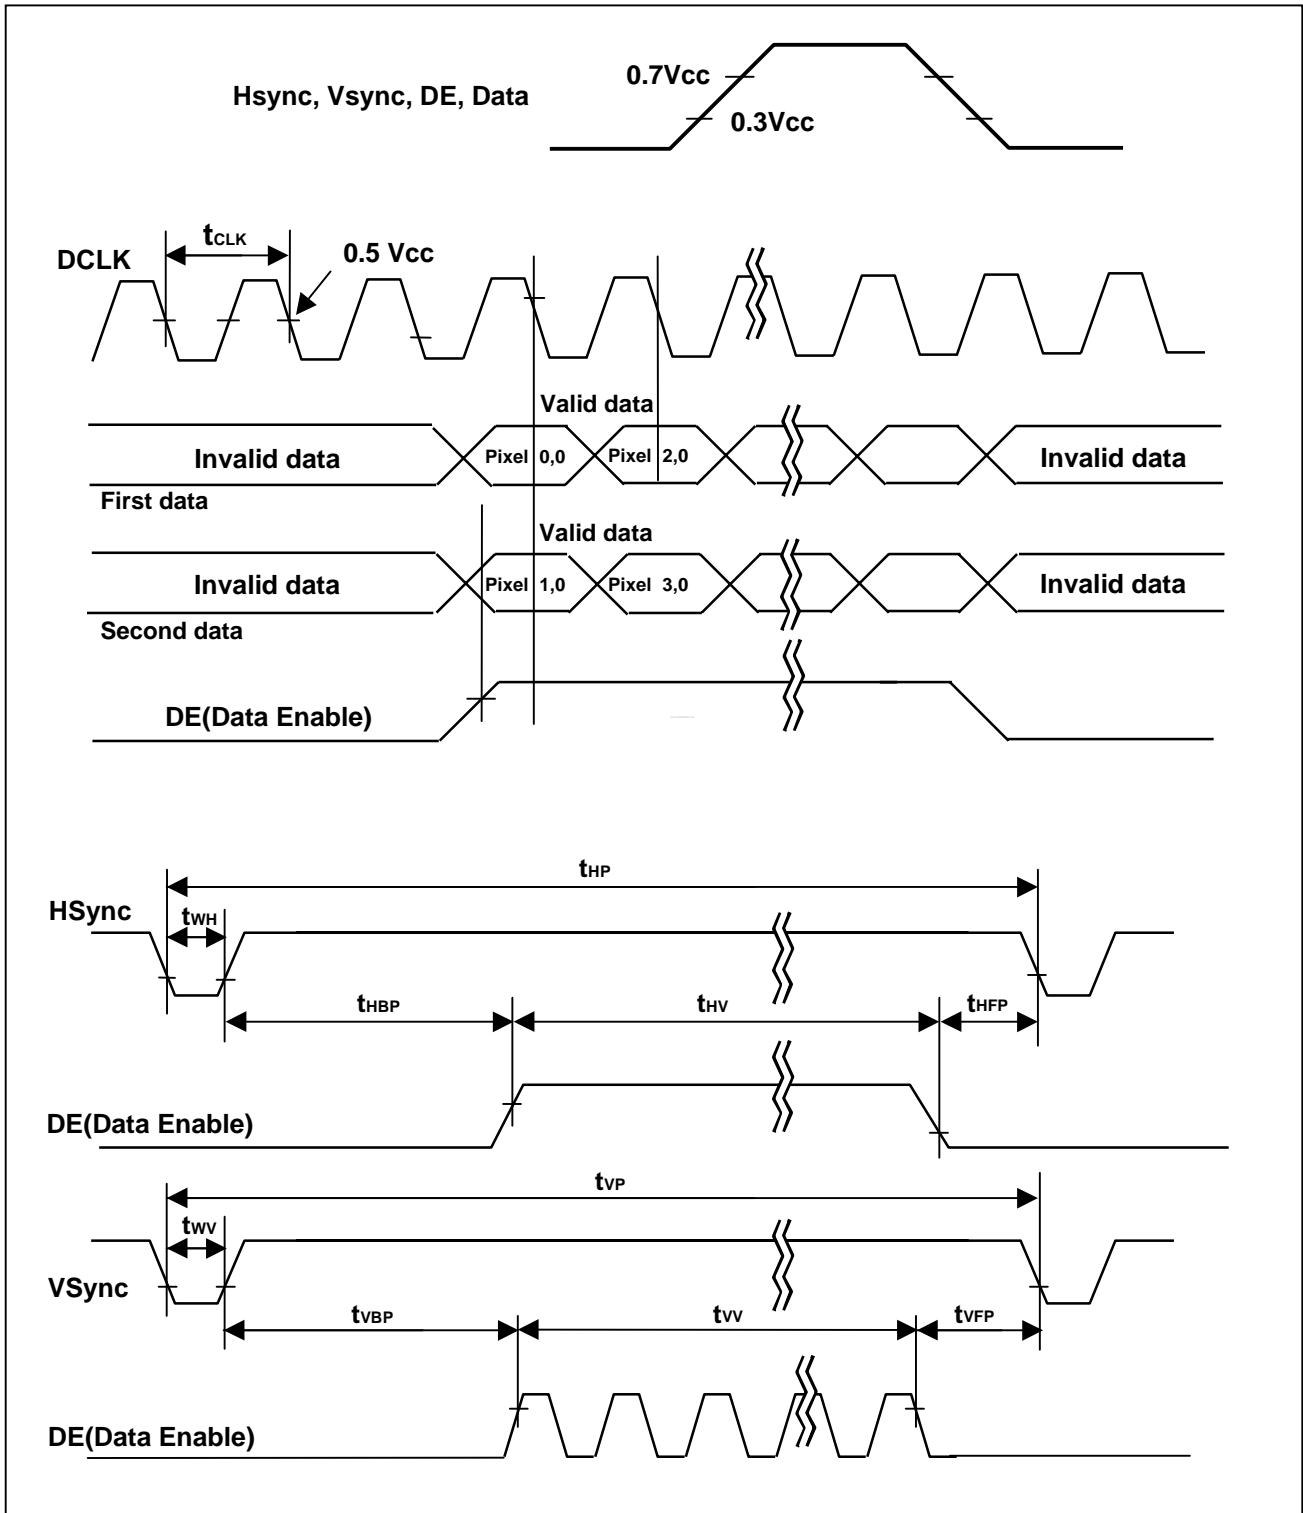 0.7Vcc
Hsync, Vsync, DE, Data
0.3Vcc
tCLK
DCLK
0.5 Vcc
Valid data
Invalid data
Pixel 0,0
Pixel 2,0
Invalid data
First data
Valid data
Invalid data
Pixel 1,0
Pixel 3,0
Invalid data
Second data
DE(Data Enable)
tHP
HSync
tWH
tHBP
tHV
tHFP
DE(Data Enable)
tVP
tWV
VSync
tVBP
tVV
tVFP
DE(Data Enable)